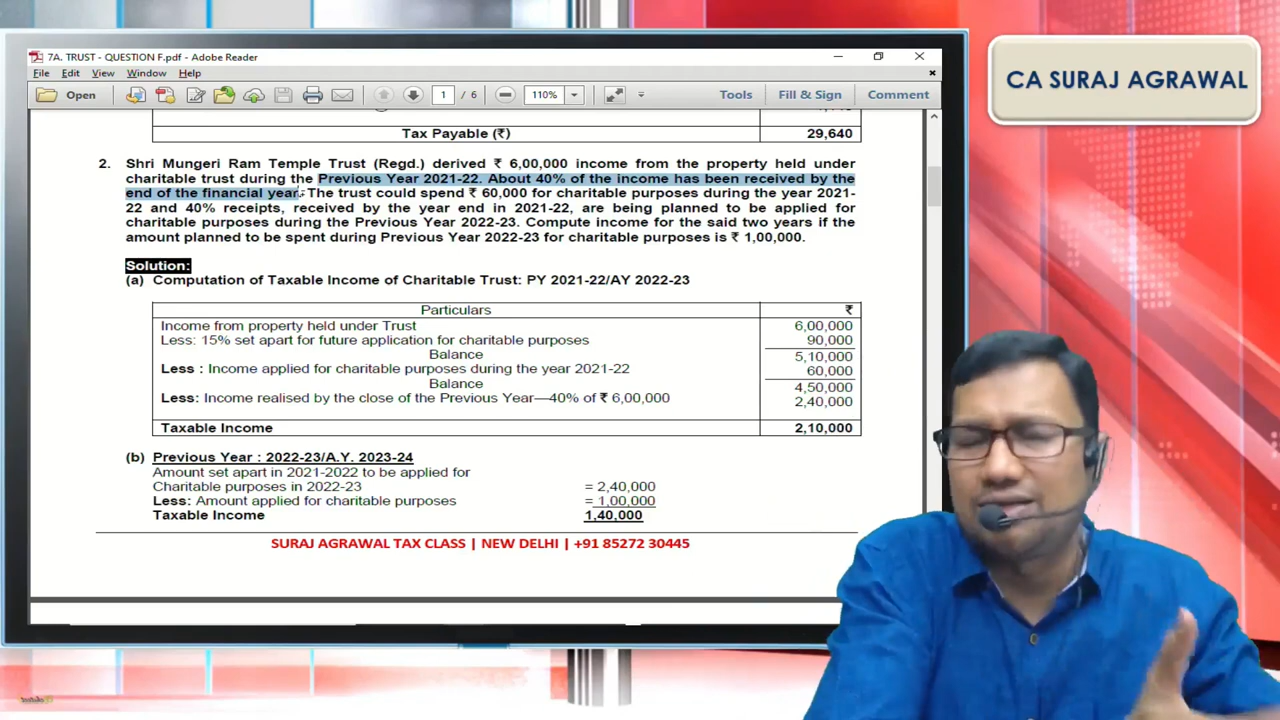 7A. TRUST - QUESTION F.pdf - Adobe Reader
File Edit View Window Help
Open 1 / 6 110% Tools Fill & Sign Comment
CA SURAJ AGRAWAL
Tax Payable (₹) 29,640
2. Shri Mungeri Ram Temple Trust (Regd.) derived ₹ 6,00,000 income from the property held under
charitable trust during the Previous Year 2021-22. About 40% of the income has been received by the
end of the financial year. The trust could spend ₹ 60,000 for charitable purposes during the year 2021-
22 and 40% receipts, received by the year end in 2021-22, are being planned to be applied for
charitable purposes during the Previous Year 2022-23. Compute income for the said two years if the
amount planned to be spent during Previous Year 2022-23 for charitable purposes is ₹ 1,00,000.
Solution:
(a) Computation of Taxable Income of Charitable Trust: PY 2021-22/AY 2022-23
Particulars ₹
Income from property held under Trust 6,00,000
Less: 15% set apart for future application for charitable purposes 90,000
Balance 5,10,000
Less : Income applied for charitable purposes during the year 2021-22 60,000
Balance 4,50,000
Less: Income realised by the close of the Previous Year—40% of ₹ 6,00,000 2,40,000
Taxable Income 2,10,000
(b) Previous Year : 2022-23/A.Y. 2023-24
Amount set apart in 2021-2022 to be applied for
Charitable purposes in 2022-23 = 2,40,000
Less: Amount applied for charitable purposes = 1,00,000
Taxable Income 1,40,000
SURAJ AGRAWAL TAX CLASS | NEW DELHI | +91 85272 30445